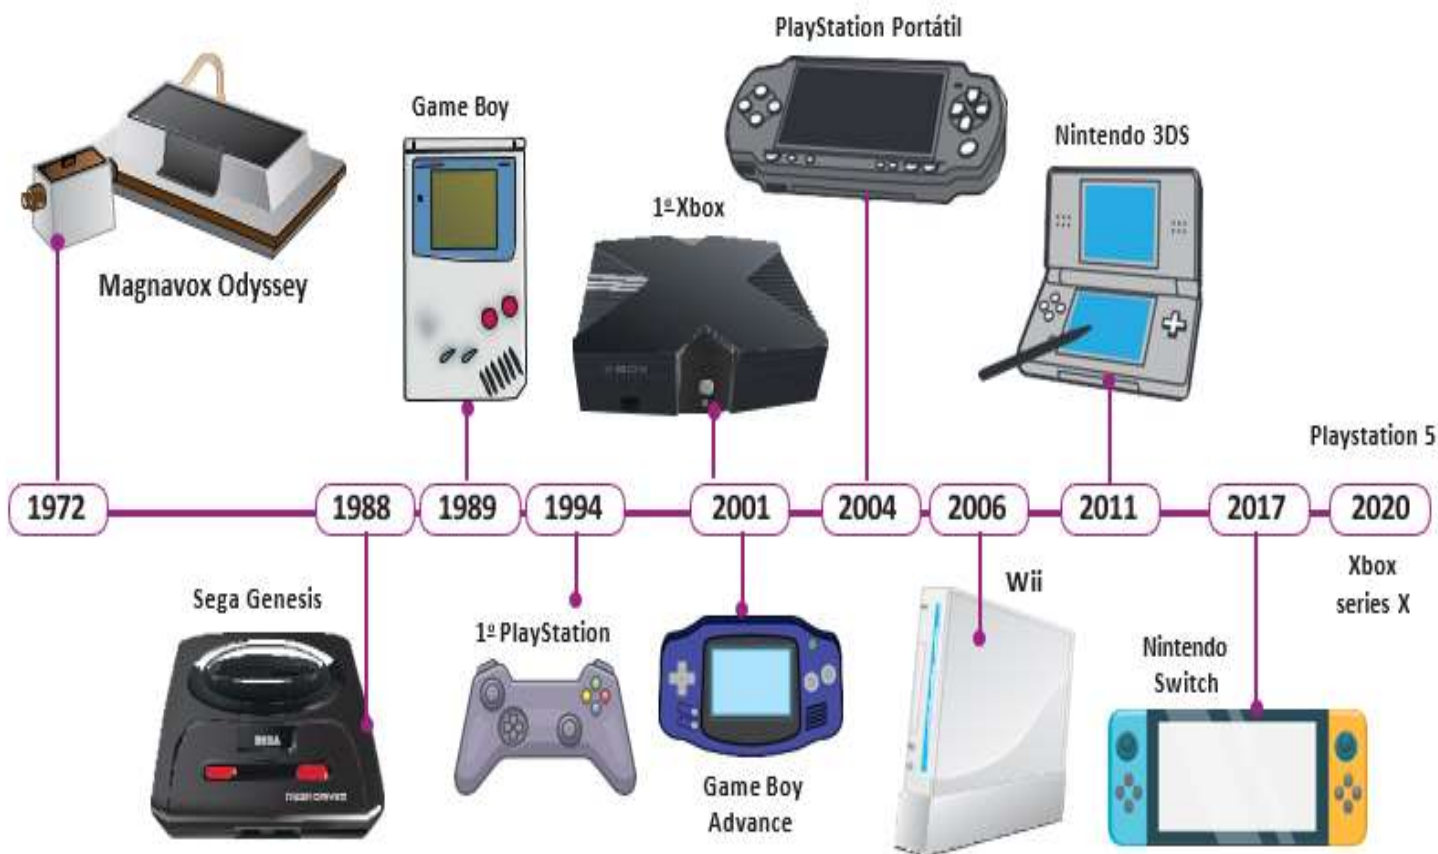 PlayStation Portátil
Game Boy
Nintendo 3DS
1º Xbox
Magnavox Odyssey
Playstation 5
1972
1988
1989
1994
2001
2004
2006
2011
2017
2020
Xbox
series X
Wii
Sega Genesis
1º PlayStation
Nintendo
Switch
SEGA
Game Boy
Advance